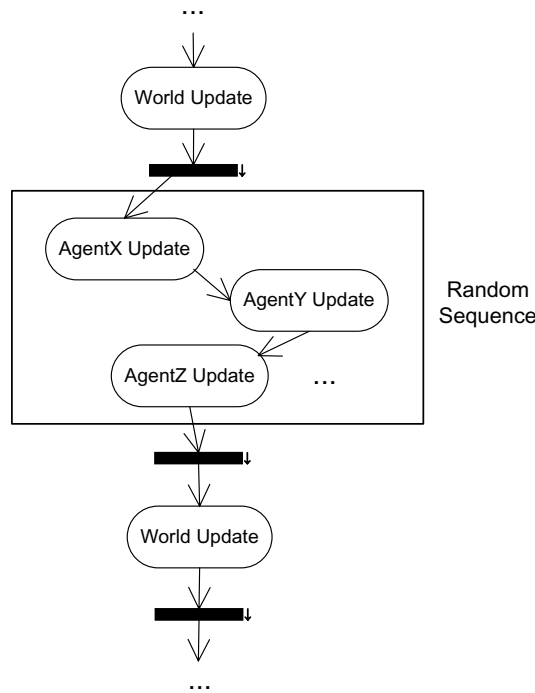 ...
World Update
↓
AgentX Update
AgentY Update
Random
Sequence
AgentZ Update
...
↓
World Update
↓
...